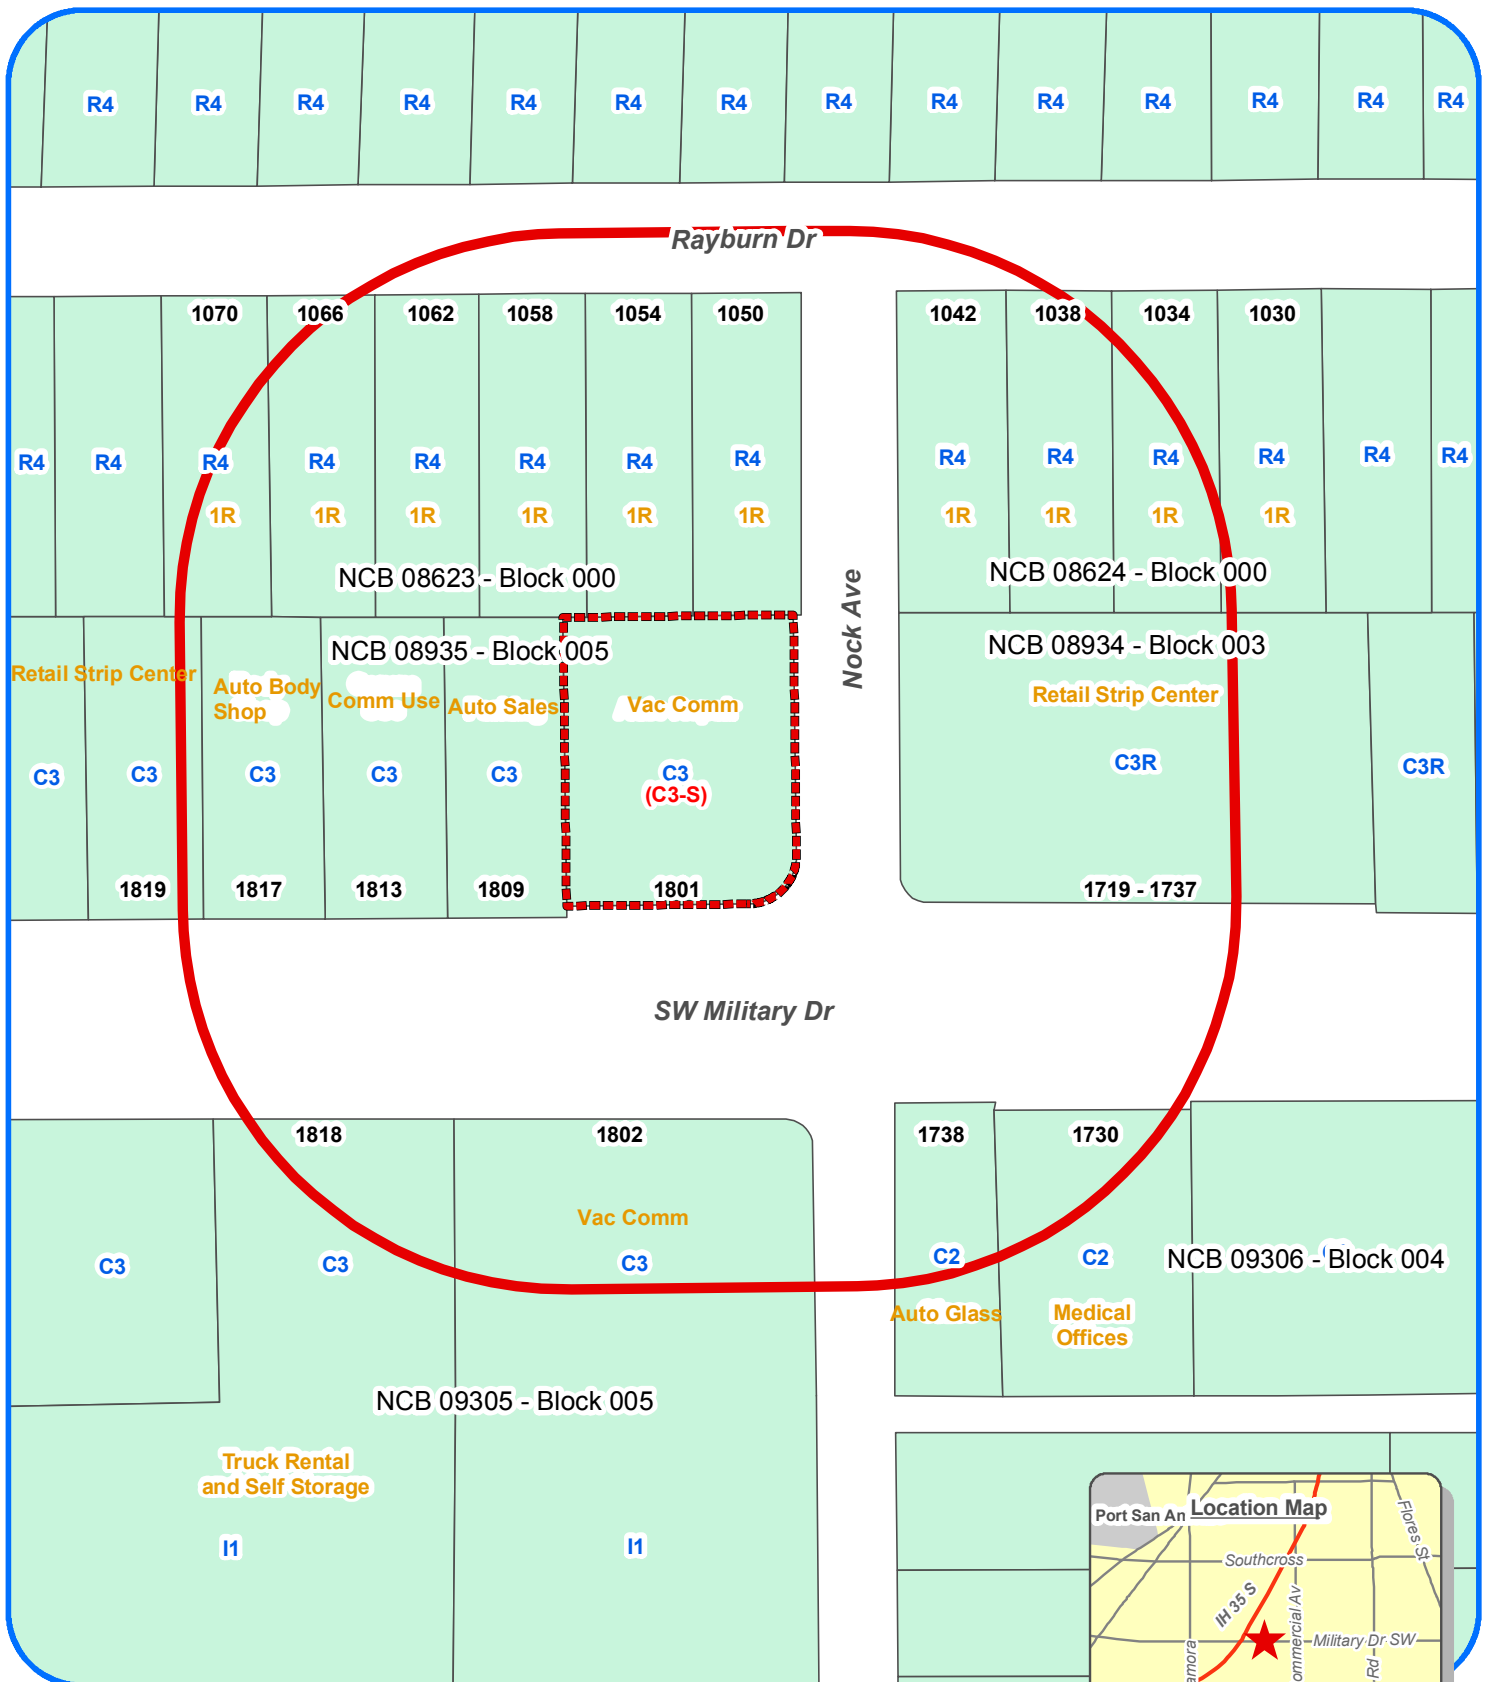 R4 R4 R4 R4 R4 R4 R4 R4 R4 R4 R4 R4 R4 R4
Rayburn Dr
1070 1066 1062 1058 1054 1050 1042 1038 1034 1030
R4 R4 R4 R4 R4 R4 R4 R4 R4 R4 R4 R4 R4 R4
1R 1R 1R 1R 1R 1R 1R 1R 1R 1R
NCB 08623 - Block 000
NCB 08624 - Block 000
Nock Ave
NCB 08935 - Block 005
NCB 08934 - Block 003
Retail Strip Center
Auto Body
Shop
Comm Use
Auto Sales
Vac Comm
Retail Strip Center
C3 C3 C3 C3 C3 C3 C3R C3R
(C3-S)
1819 1817 1813 1809 1801 1719 - 1737
SW Military Dr
1818 1802 1738 1730
Vac Comm
C3 C3 C3 C2 C2
NCB 09306 - Block 004
Auto Glass
Medical
Offices
NCB 09305 - Block 005
Truck Rental
and Self Storage
I1 I1
Location Map
Port San An
Flores St
Southcross
IH 35 S
ommercial Av
Military Dr SW
amora
Rd